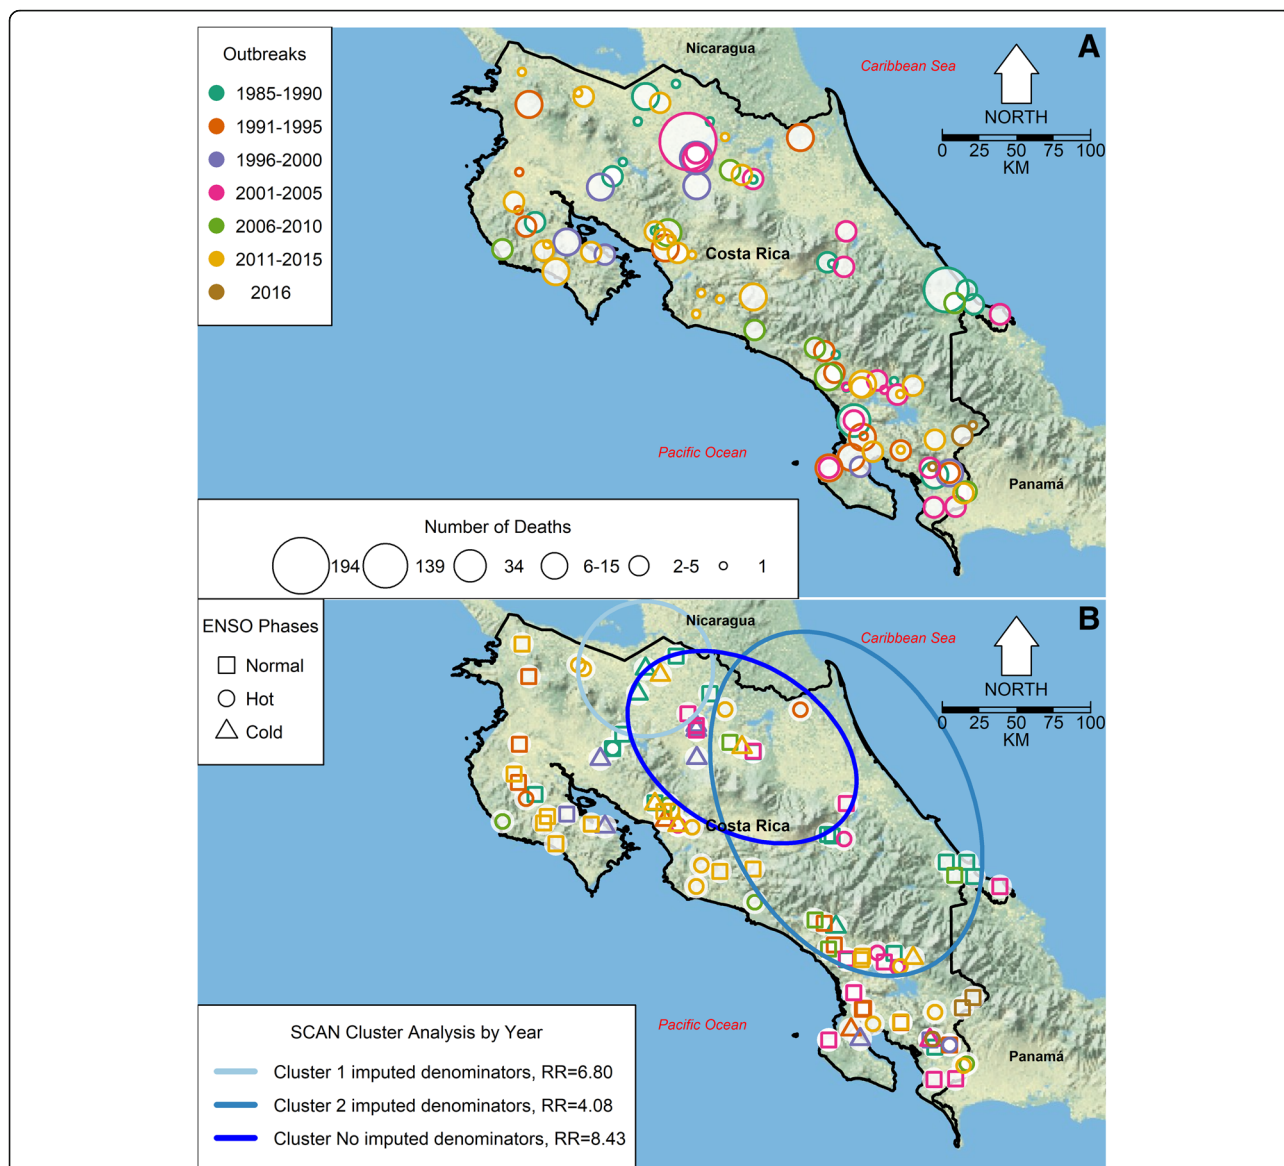 Outbreaks
1985-1990
1991-1995
1996-2000
2001-2005
2006-2010
2011-2015
2016
Nicaragua
A
Caribbean Sea
NORTH
0 25 50 75 100
KM
Costa Rica
Pacific Ocean
Panamá
Number of Deaths
194 139 34 6-15 2-5 1
ENSO Phases
Normal
Hot
Cold
Nicaragua
B
Caribbean Sea
NORTH
0 25 50 75 100
KM
Costa Rica
Pacific Ocean
Panamá
SCAN Cluster Analysis by Year
Cluster 1 imputed denominators, RR=6.80
Cluster 2 imputed denominators, RR=4.08
Cluster No imputed denominators, RR=8.43